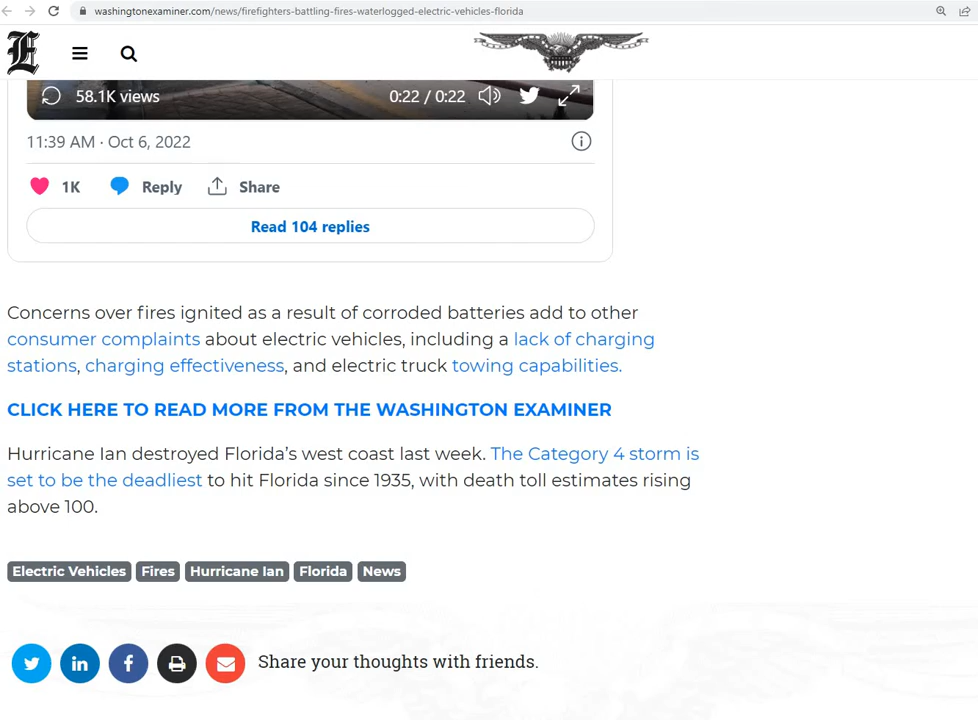 washingtonexaminer.com/news/firefighters-battling-fires-waterlogged-electric-vehicles-florida
E
58.1K views 0:22 / 0:22
11:39 AM · Oct 6, 2022
1K Reply Share
Read 104 replies
Concerns over fires ignited as a result of corroded batteries add to other
consumer complaints about electric vehicles, including a lack of charging
stations, charging effectiveness, and electric truck towing capabilities.
CLICK HERE TO READ MORE FROM THE WASHINGTON EXAMINER
Hurricane Ian destroyed Florida’s west coast last week. The Category 4 storm is
set to be the deadliest to hit Florida since 1935, with death toll estimates rising
above 100.
Electric Vehicles Fires Hurricane Ian Florida News
in f Share your thoughts with friends.